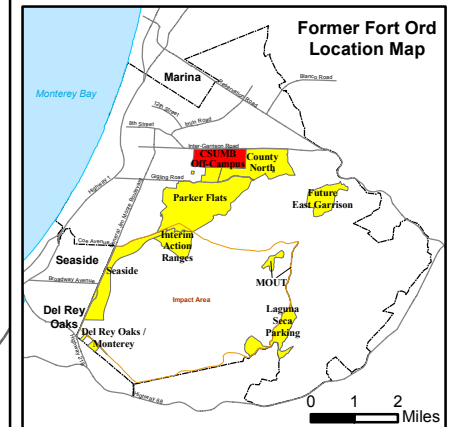 Former Fort Ord
Location Map
Marina
Monterey Bay
Blanco Road
Reservation Road
12th Street
Imjin Road
8th Street
Inter-Garrison Road
CSUMB
Off-Campus
County
North
Gigling Road
Highway 1
General Jim Moore Boulevard
Parker Flats
Future
East Garrison
Coe Avenue
Interim
Action
Ranges
Seaside
Seaside
Broadway Avenue
MOUT
Impact Area
Del Rey
Oaks
Laguna
Seca
Parking
Del Rey Oaks /
Monterey
Highway 218
Highway 68
0 1 2
Miles